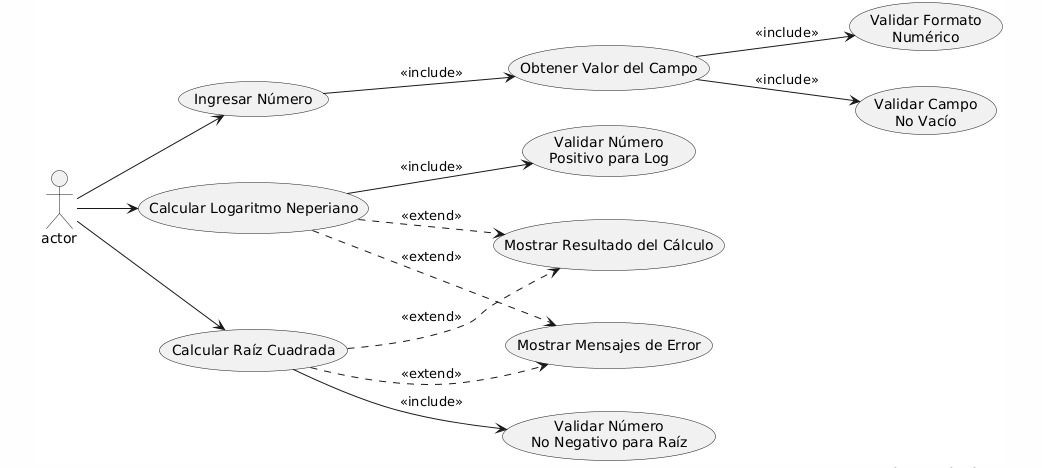 Validar Formato
Numérico
«include»
Obtener Valor del Campo
«include»
«include»
Ingresar Número
Validar Campo
No Vacío
Validar Número
Positivo para Log
«include»
Calcular Logaritmo Neperiano
«extend»
Mostrar Resultado del Cálculo
actor
«extend»
«extend»
Mostrar Mensajes de Error
Calcular Raíz Cuadrada
«extend»
«include»
Validar Número
No Negativo para Raíz